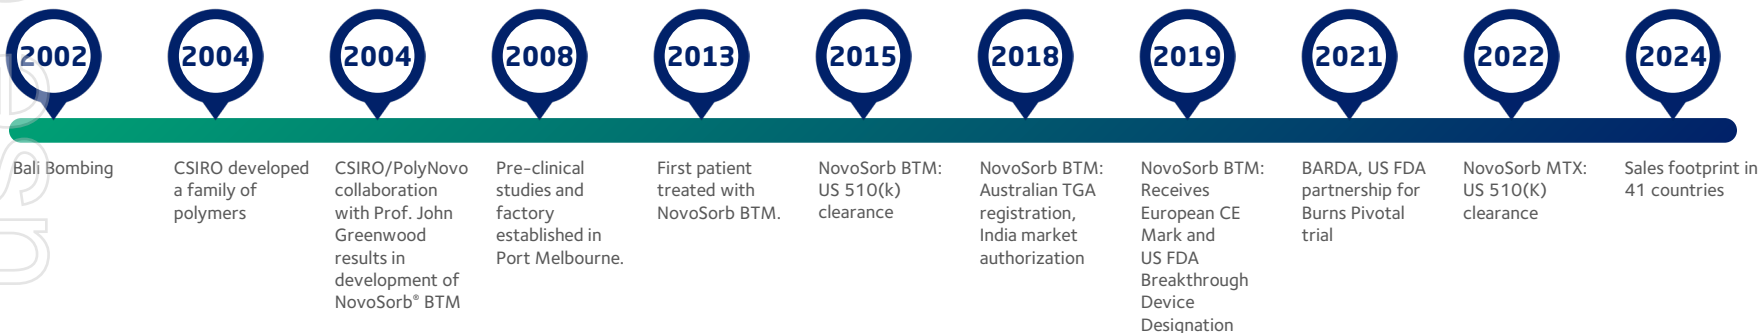 2002
2004
2004
2008
2013
2015
2018
2019
2021
2022
2024
Bali Bombing
CSIRO developed
a family of
polymers
CSIRO/PolyNovo
collaboration
with Prof. John
Greenwood
results in
development of
NovoSorb® BTM
Pre-clinical
studies and
factory
established in
Port Melbourne.
First patient
treated with
NovoSorb BTM.
NovoSorb BTM:
US 510(k)
clearance
NovoSorb BTM:
Australian TGA
registration,
India market
authorization
NovoSorb BTM:
Receives
European CE
Mark and
US FDA
Breakthrough
Device
Designation
BARDA, US FDA
partnership for
Burns Pivotal
trial
NovoSorb MTX:
US 510(K)
clearance
Sales footprint in
41 countries